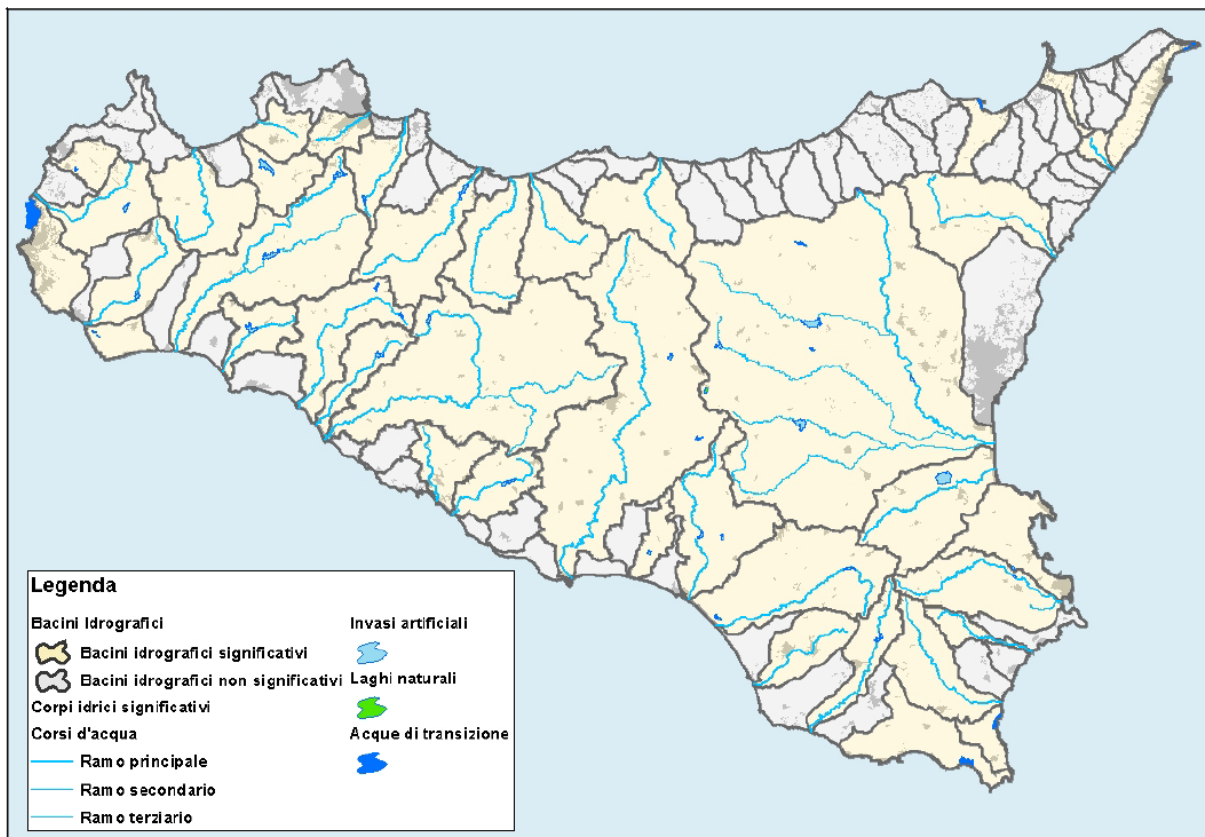 Legenda
Bacini Idrografici
Bacini idrografici significativi
Bacini idrografici non significativi
Corpi idrici significativi
Corsi d'acqua
Ramo principale
Ramo secondario
Ramo terziario
Invasi artificiali
Laghi naturali
Acque di transizione